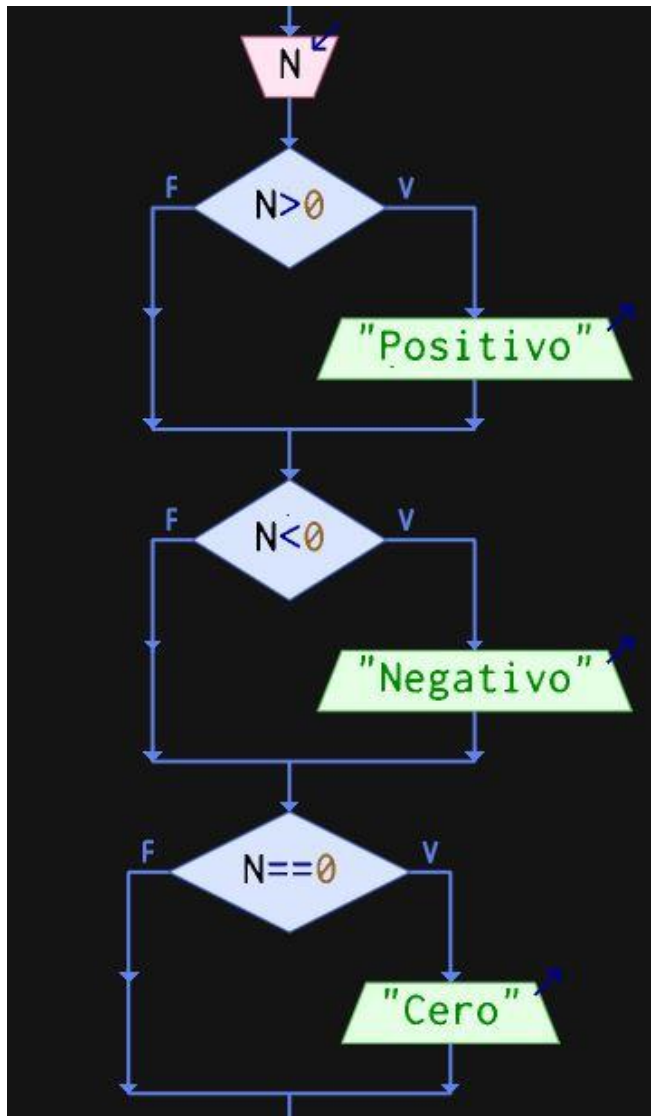 N
F
N>0
V
"Positivo"
F
N<0
V
"Negativo"
F
N==0
V
"Cero"